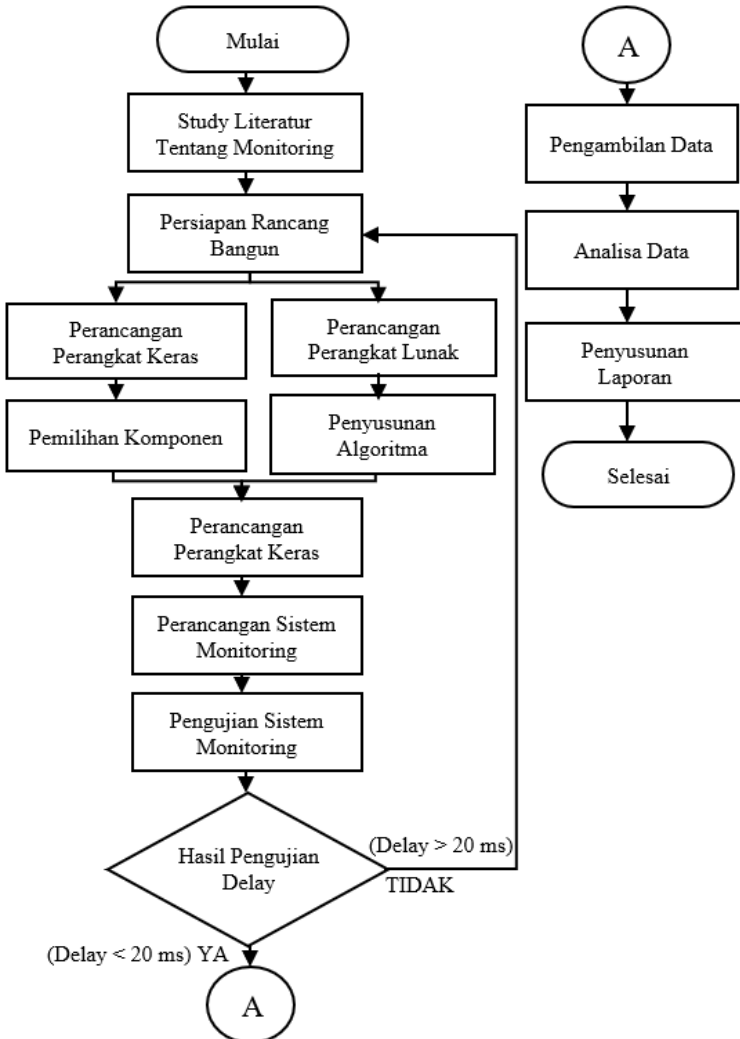 Mulai
Study Literatur
Tentang Monitoring
Persiapan Rancang
Bangun
Perancangan
Perangkat Keras
Perancangan
Perangkat Lunak
Pemilihan Komponen
Penyusunan
Algoritma
Perancangan
Perangkat Keras
Perancangan Sistem
Monitoring
Pengujian Sistem
Monitoring
Hasil Pengujian
Delay
(Delay > 20 ms)
TIDAK
(Delay < 20 ms) YA
A
A
Pengambilan Data
Analisa Data
Penyusunan
Laporan
Selesai